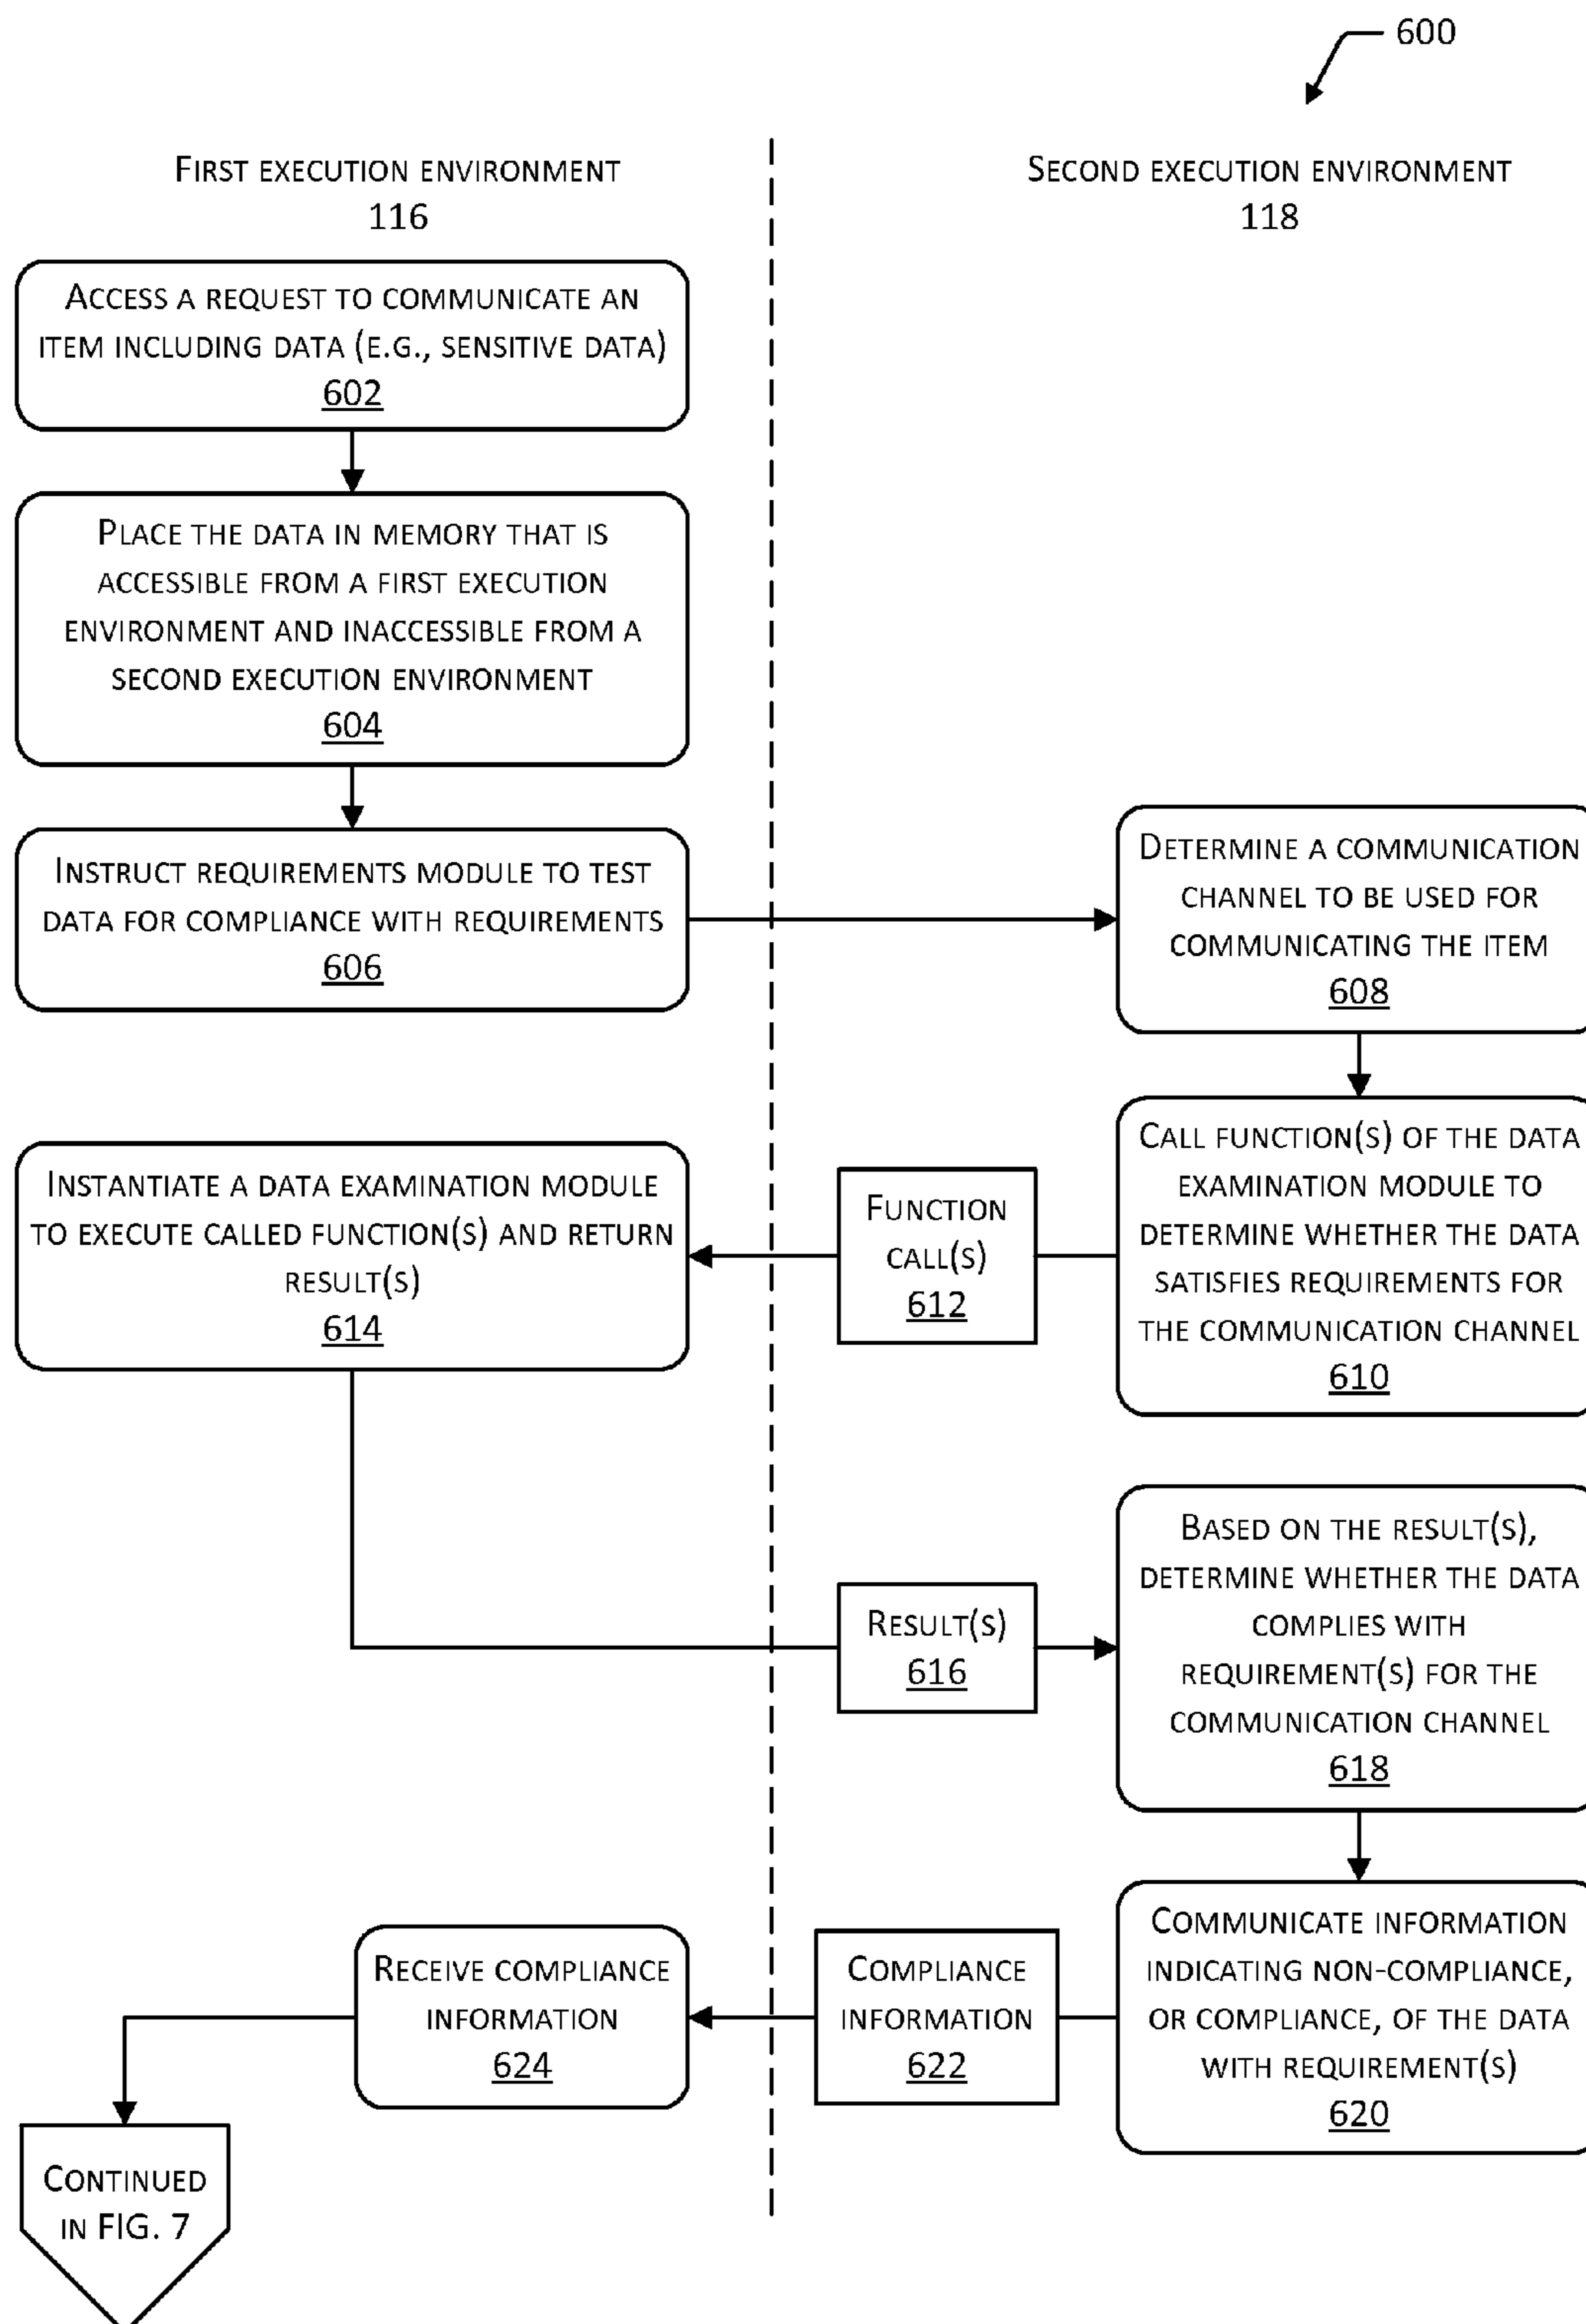 600
First execution environment
116
Second execution environment
118
Access a request to communicate an
item including data (e.g., sensitive data)
602
Place the data in memory that is
accessible from a first execution
environment and inaccessible from a
second execution environment
604
Instruct requirements module to test
data for compliance with requirements
606
Determine a communication
channel to be used for
communicating the item
608
Call function(s) of the data
examination module to
determine whether the data
satisfies requirements for
the communication channel
610
Function
call(s)
612
Instantiate a data examination module
to execute called function(s) and return
result(s)
614
Result(s)
616
Based on the result(s),
determine whether the data
complies with
requirement(s) for the
communication channel
618
Communicate information
indicating non-compliance,
or compliance, of the data
with requirement(s)
620
Compliance
information
622
Receive compliance
information
624
Continued
in FIG. 7